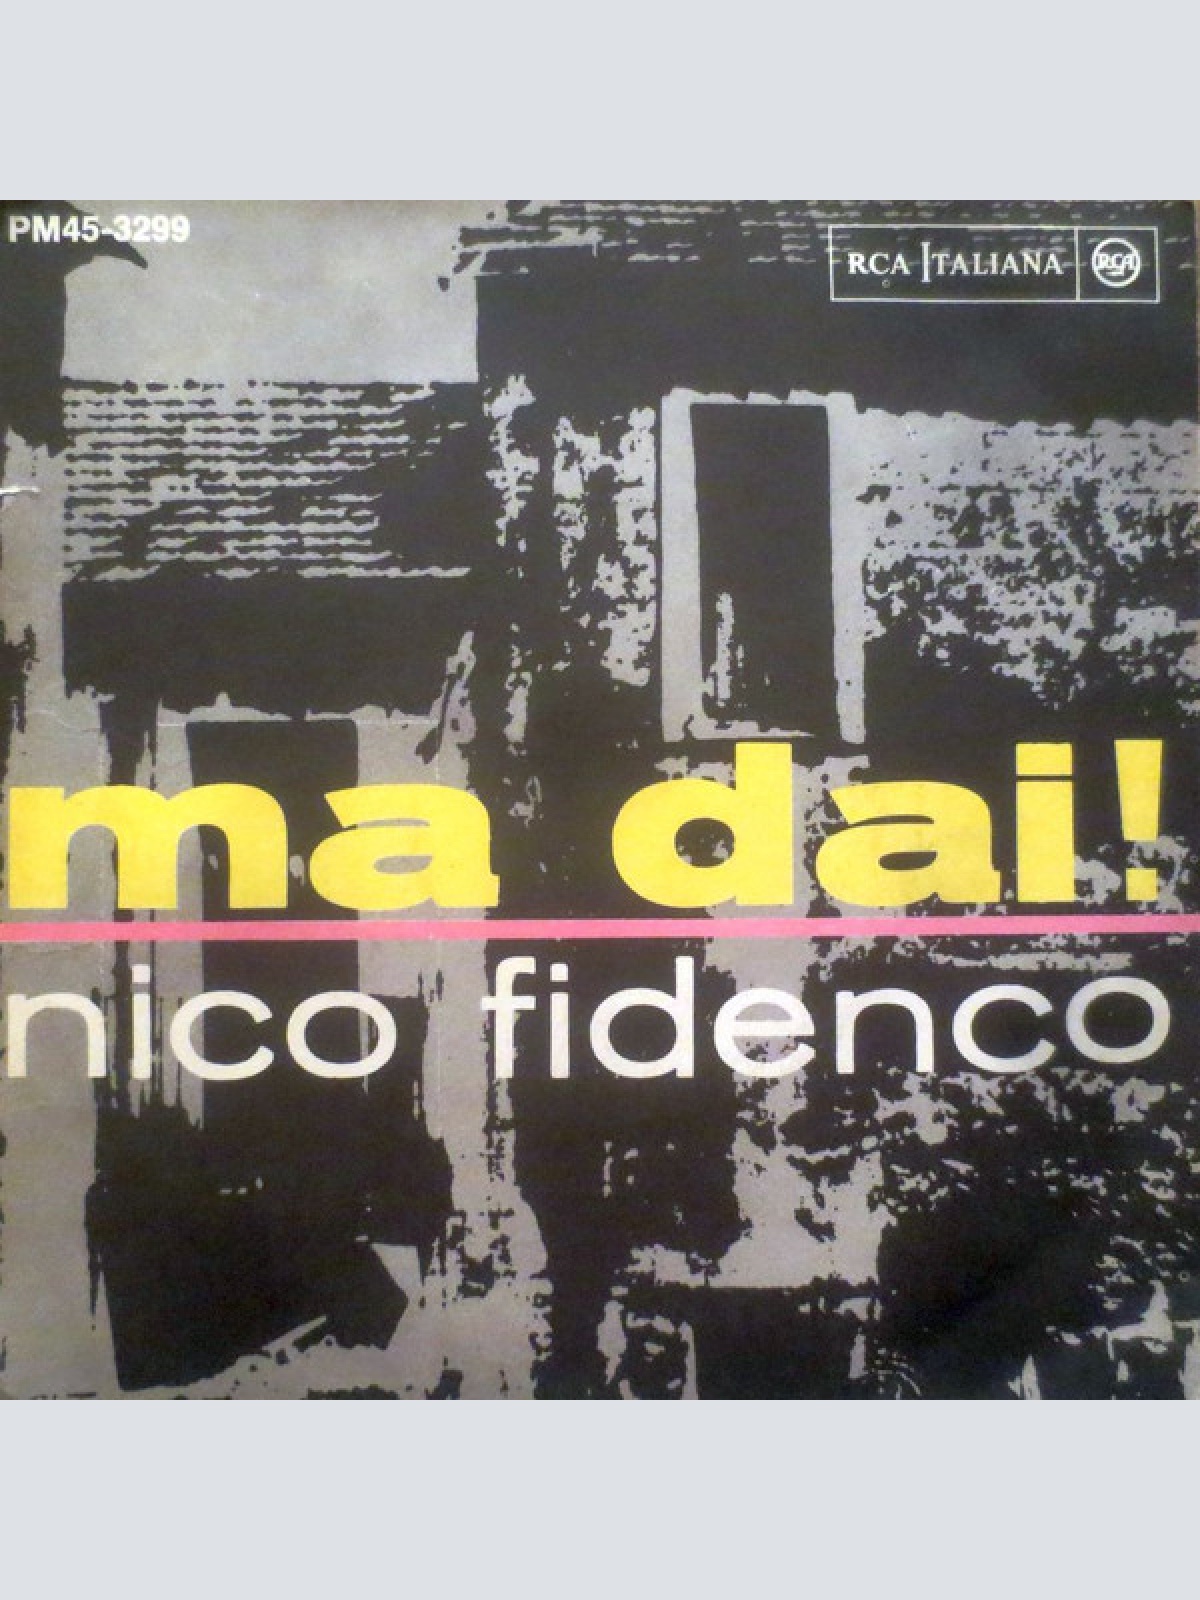 PM45-3299
RCA ITALIANA RCA
ma dai!
nico fidenco